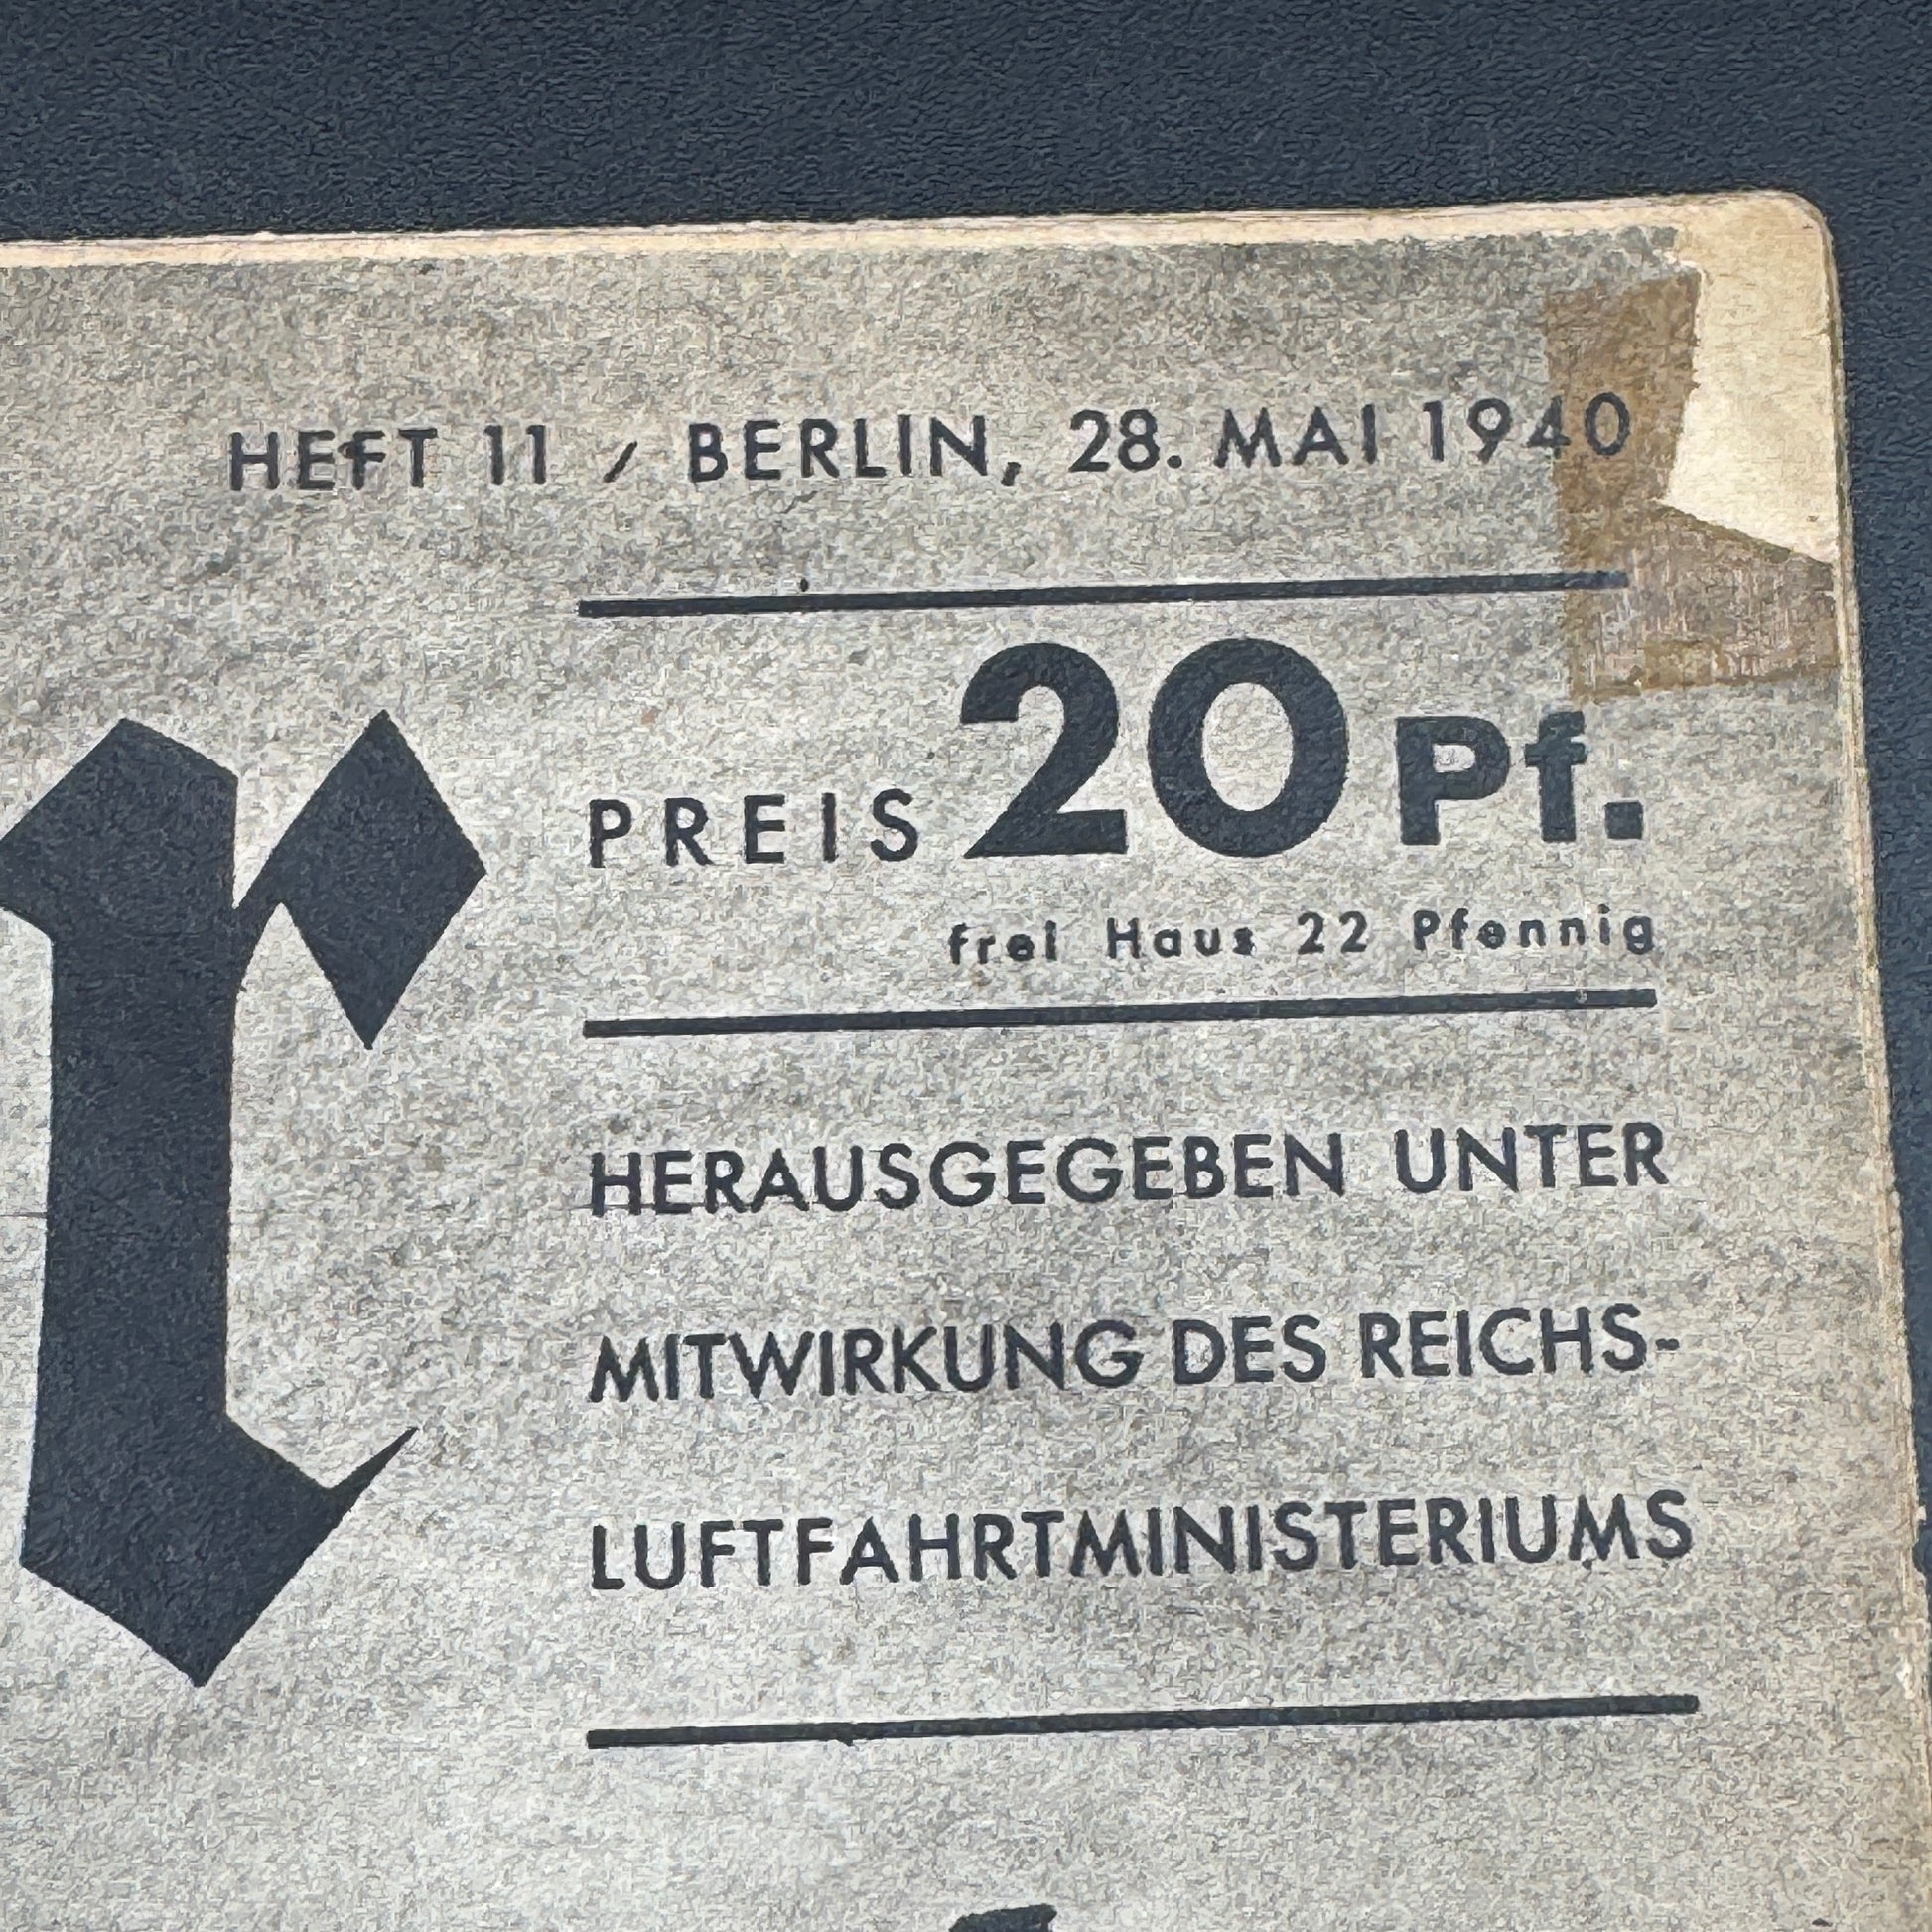 HEFT 11 / BERLIN, 28. MAI 1940
PREIS 20 Pf.
frei Haus 22 Pfennig
r
HERAUSGEGEBEN UNTER
MITWIRKUNG DES REICHS-
LUFTFAHRTMINISTERIUMS